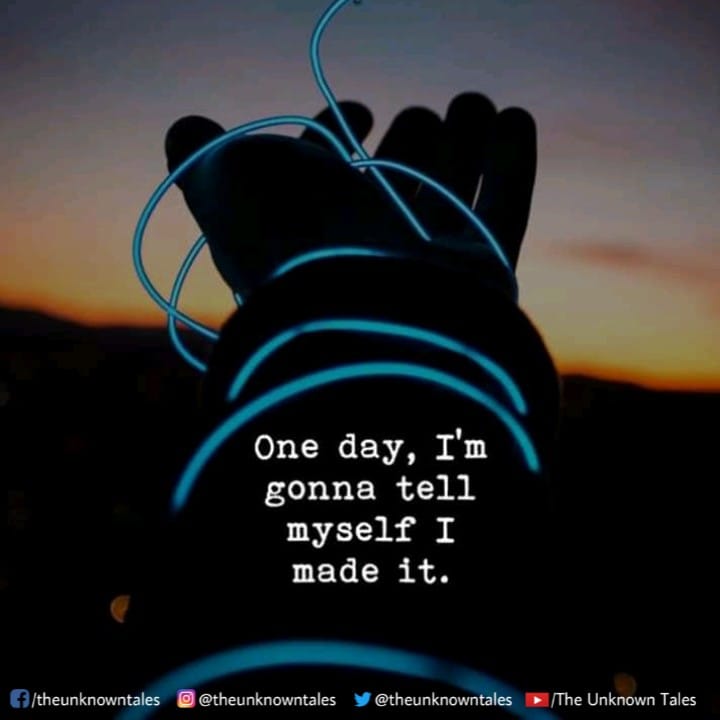 One day, I'm
gonna tell
myself I
made it.
/theunknowntales @theunknowntales @theunknowntales /The Unknown Tales